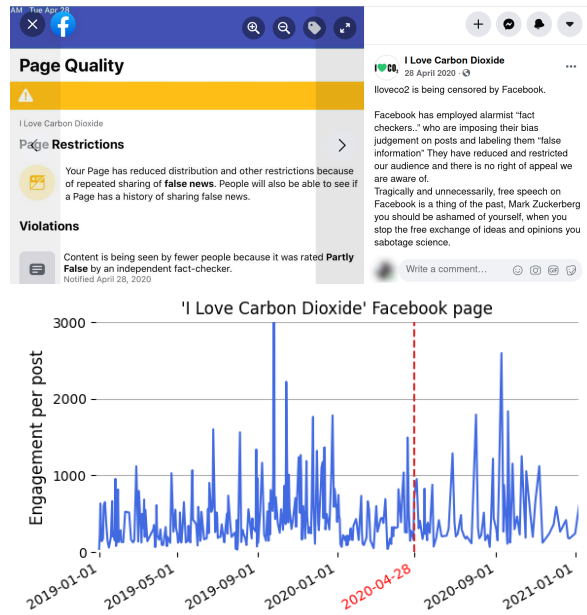 AM Tue Apr 28
Page Quality
I Love Carbon Dioxide
Page Restrictions
Your Page has reduced distribution and other restrictions because
of repeated sharing of false news. People will also be able to see if
a Page has a history of sharing false news.
Violations
Content is being seen by fewer people because it was rated Partly
False by an independent fact-checker.
Notified April 28, 2020
I ♥ CO2
I Love Carbon Dioxide
28 April 2020 ·
Iloveco2 is being censored by Facebook.
Facebook has employed alarmist “fact
checkers..” who are imposing their bias
judgement on posts and labeling them “false
information” They have reduced and restricted
our audience and there is no right of appeal we
are aware of.
Tragically and unnecessarily, free speech on
Facebook is a thing of the past, Mark Zuckerberg
you should be ashamed of yourself, when you
stop the free exchange of ideas and opinions you
sabotage science.
Write a comment…
GIF
'I Love Carbon Dioxide' Facebook page
Engagement per post
3000
2000
1000
0
2019-01-01
2019-05-01
2019-09-01
2020-01-01
2020-04-28
2020-09-01
2021-01-01